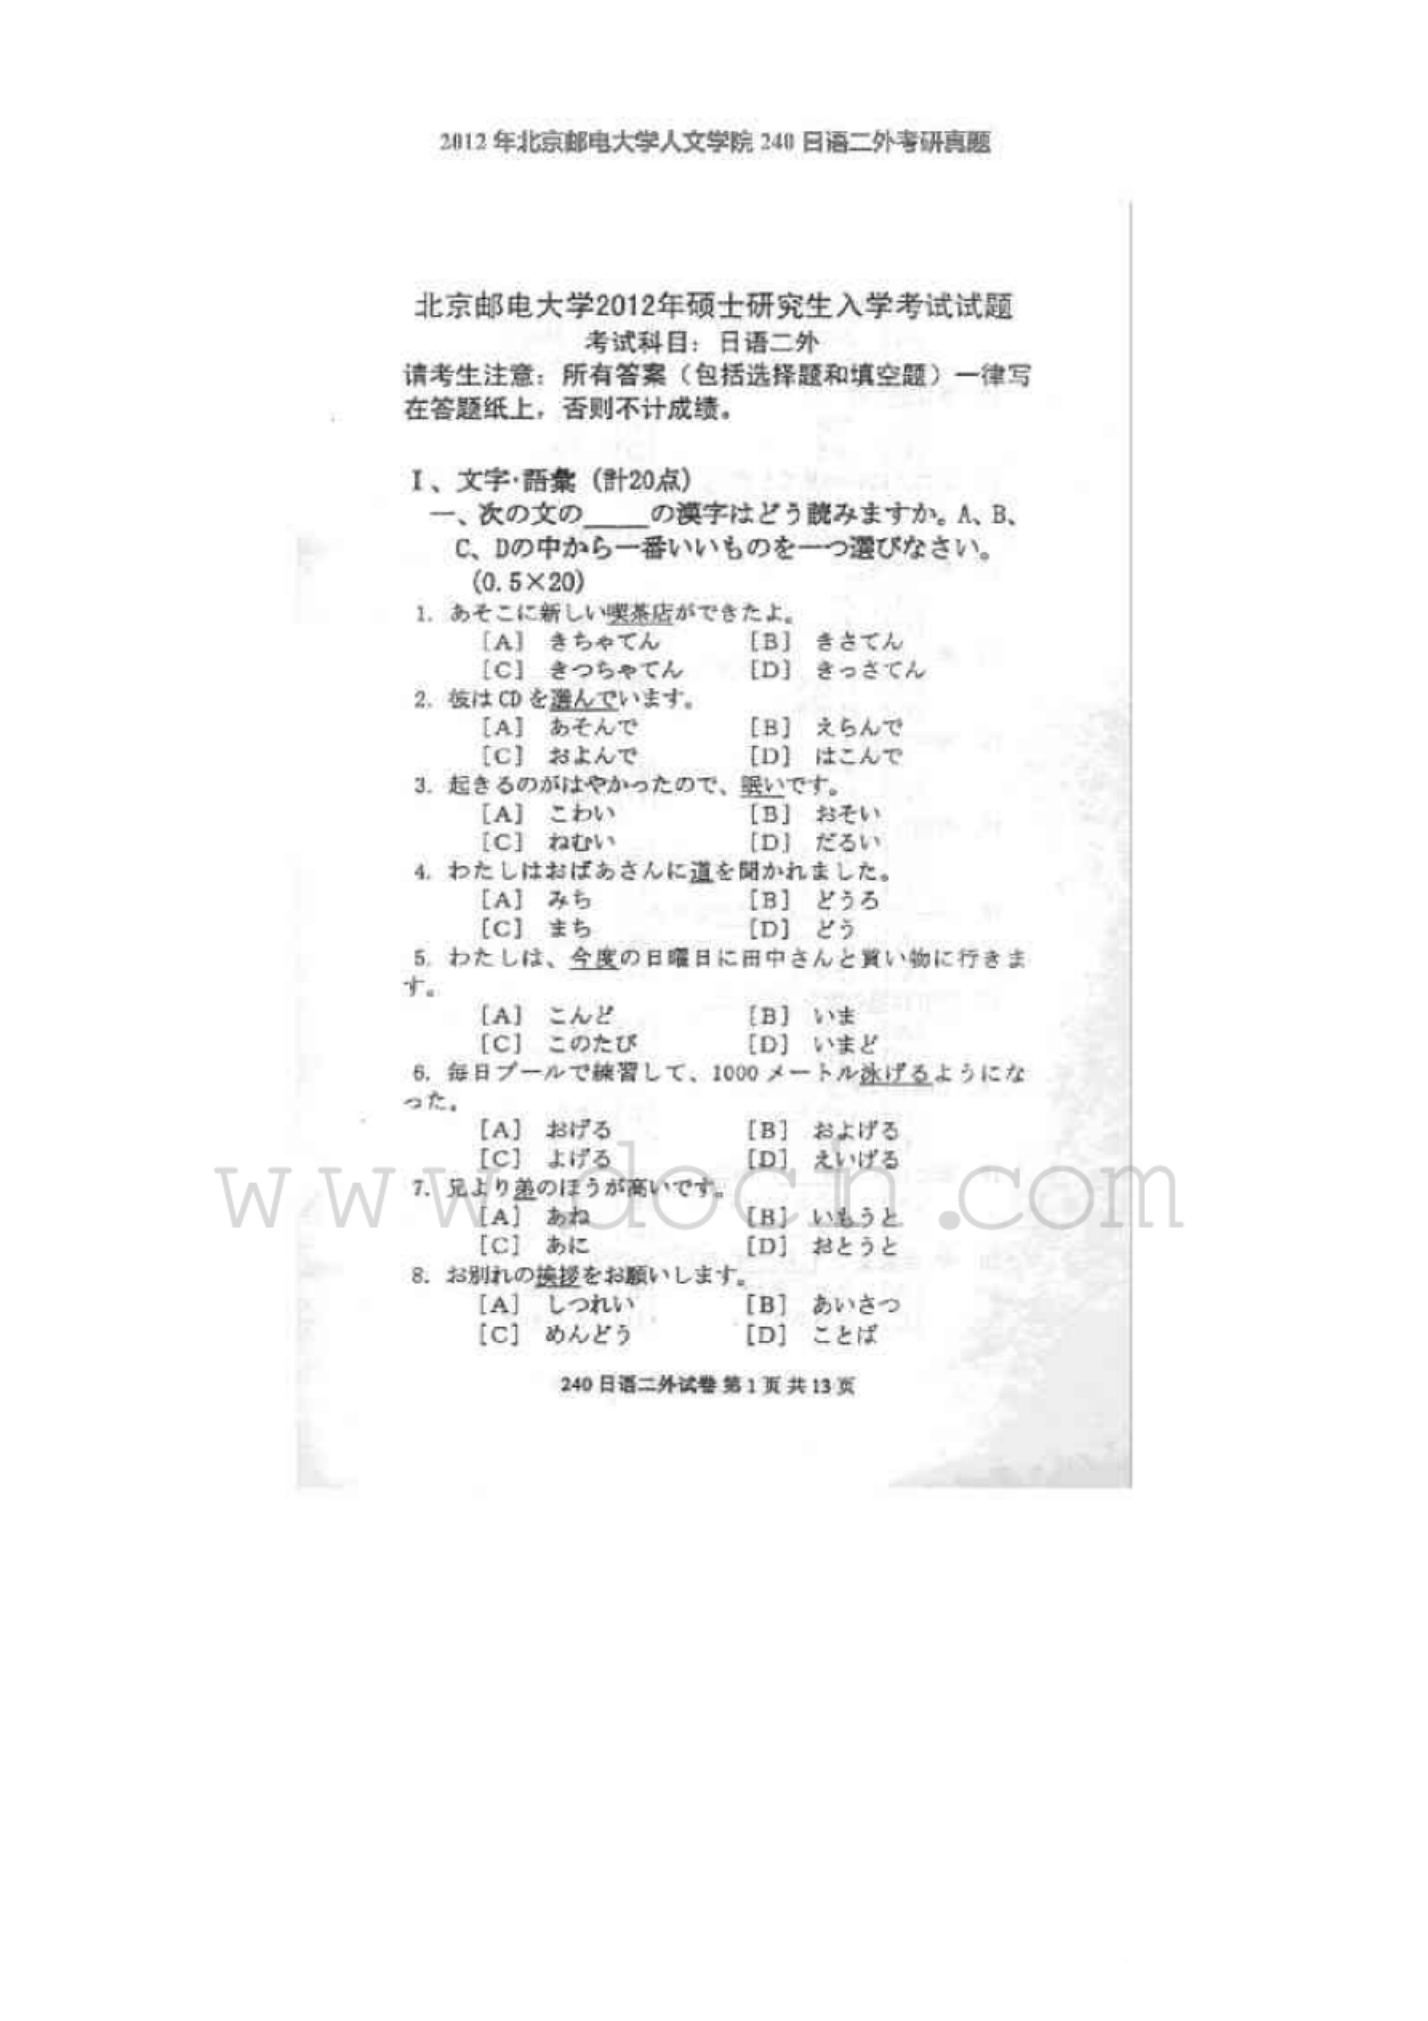 2012 年北京邮电大学人文学院 240 日语二外考研真题
北京邮电大学2012年硕士研究生入学考试试题
考试科目：日语二外
请考生注意：所有答案（包括选择题和填空题）一律写
在答题纸上，否则不计成绩。
Ⅰ、文字·語彙（計20点）
一、次の文の____の漢字はどう読みますか。A、B、
C、Dの中から一番いいものを一つ選びなさい。
(0.5×20)
1. あそこに新しい喫茶店ができたよ。
[A] きちゃてん [B] きさてん
[C] きつちゃてん [D] きっさてん
2. 彼は CD を選んでいます。
[A] あそんで [B] えらんで
[C] およんで [D] はこんで
3. 起きるのがはやかったので、眠いです。
[A] こわい [B] おそい
[C] ねむい [D] だるい
4. わたしはおばあさんに道を聞かれました。
[A] みち [B] どうろ
[C] まち [D] どう
5. わたしは、今度の日曜日に田中さんと買い物に行きま
す。
[A] こんど [B] いま
[C] このたび [D] いまど
6. 毎日プールで練習して、1000 メートル泳げるようにな
った。
[A] おげる [B] およげる
[C] よげる [D] えいげる
www.docin.com
7. 兄より弟のほうが高いです。
[A] あね [B] いもうと
[C] あに [D] おとうと
8. お別れの挨拶をお願いします。
[A] しつれい [B] あいさつ
[C] めんどう [D] ことば
240 日语二外试卷 第 1 页 共 13 页